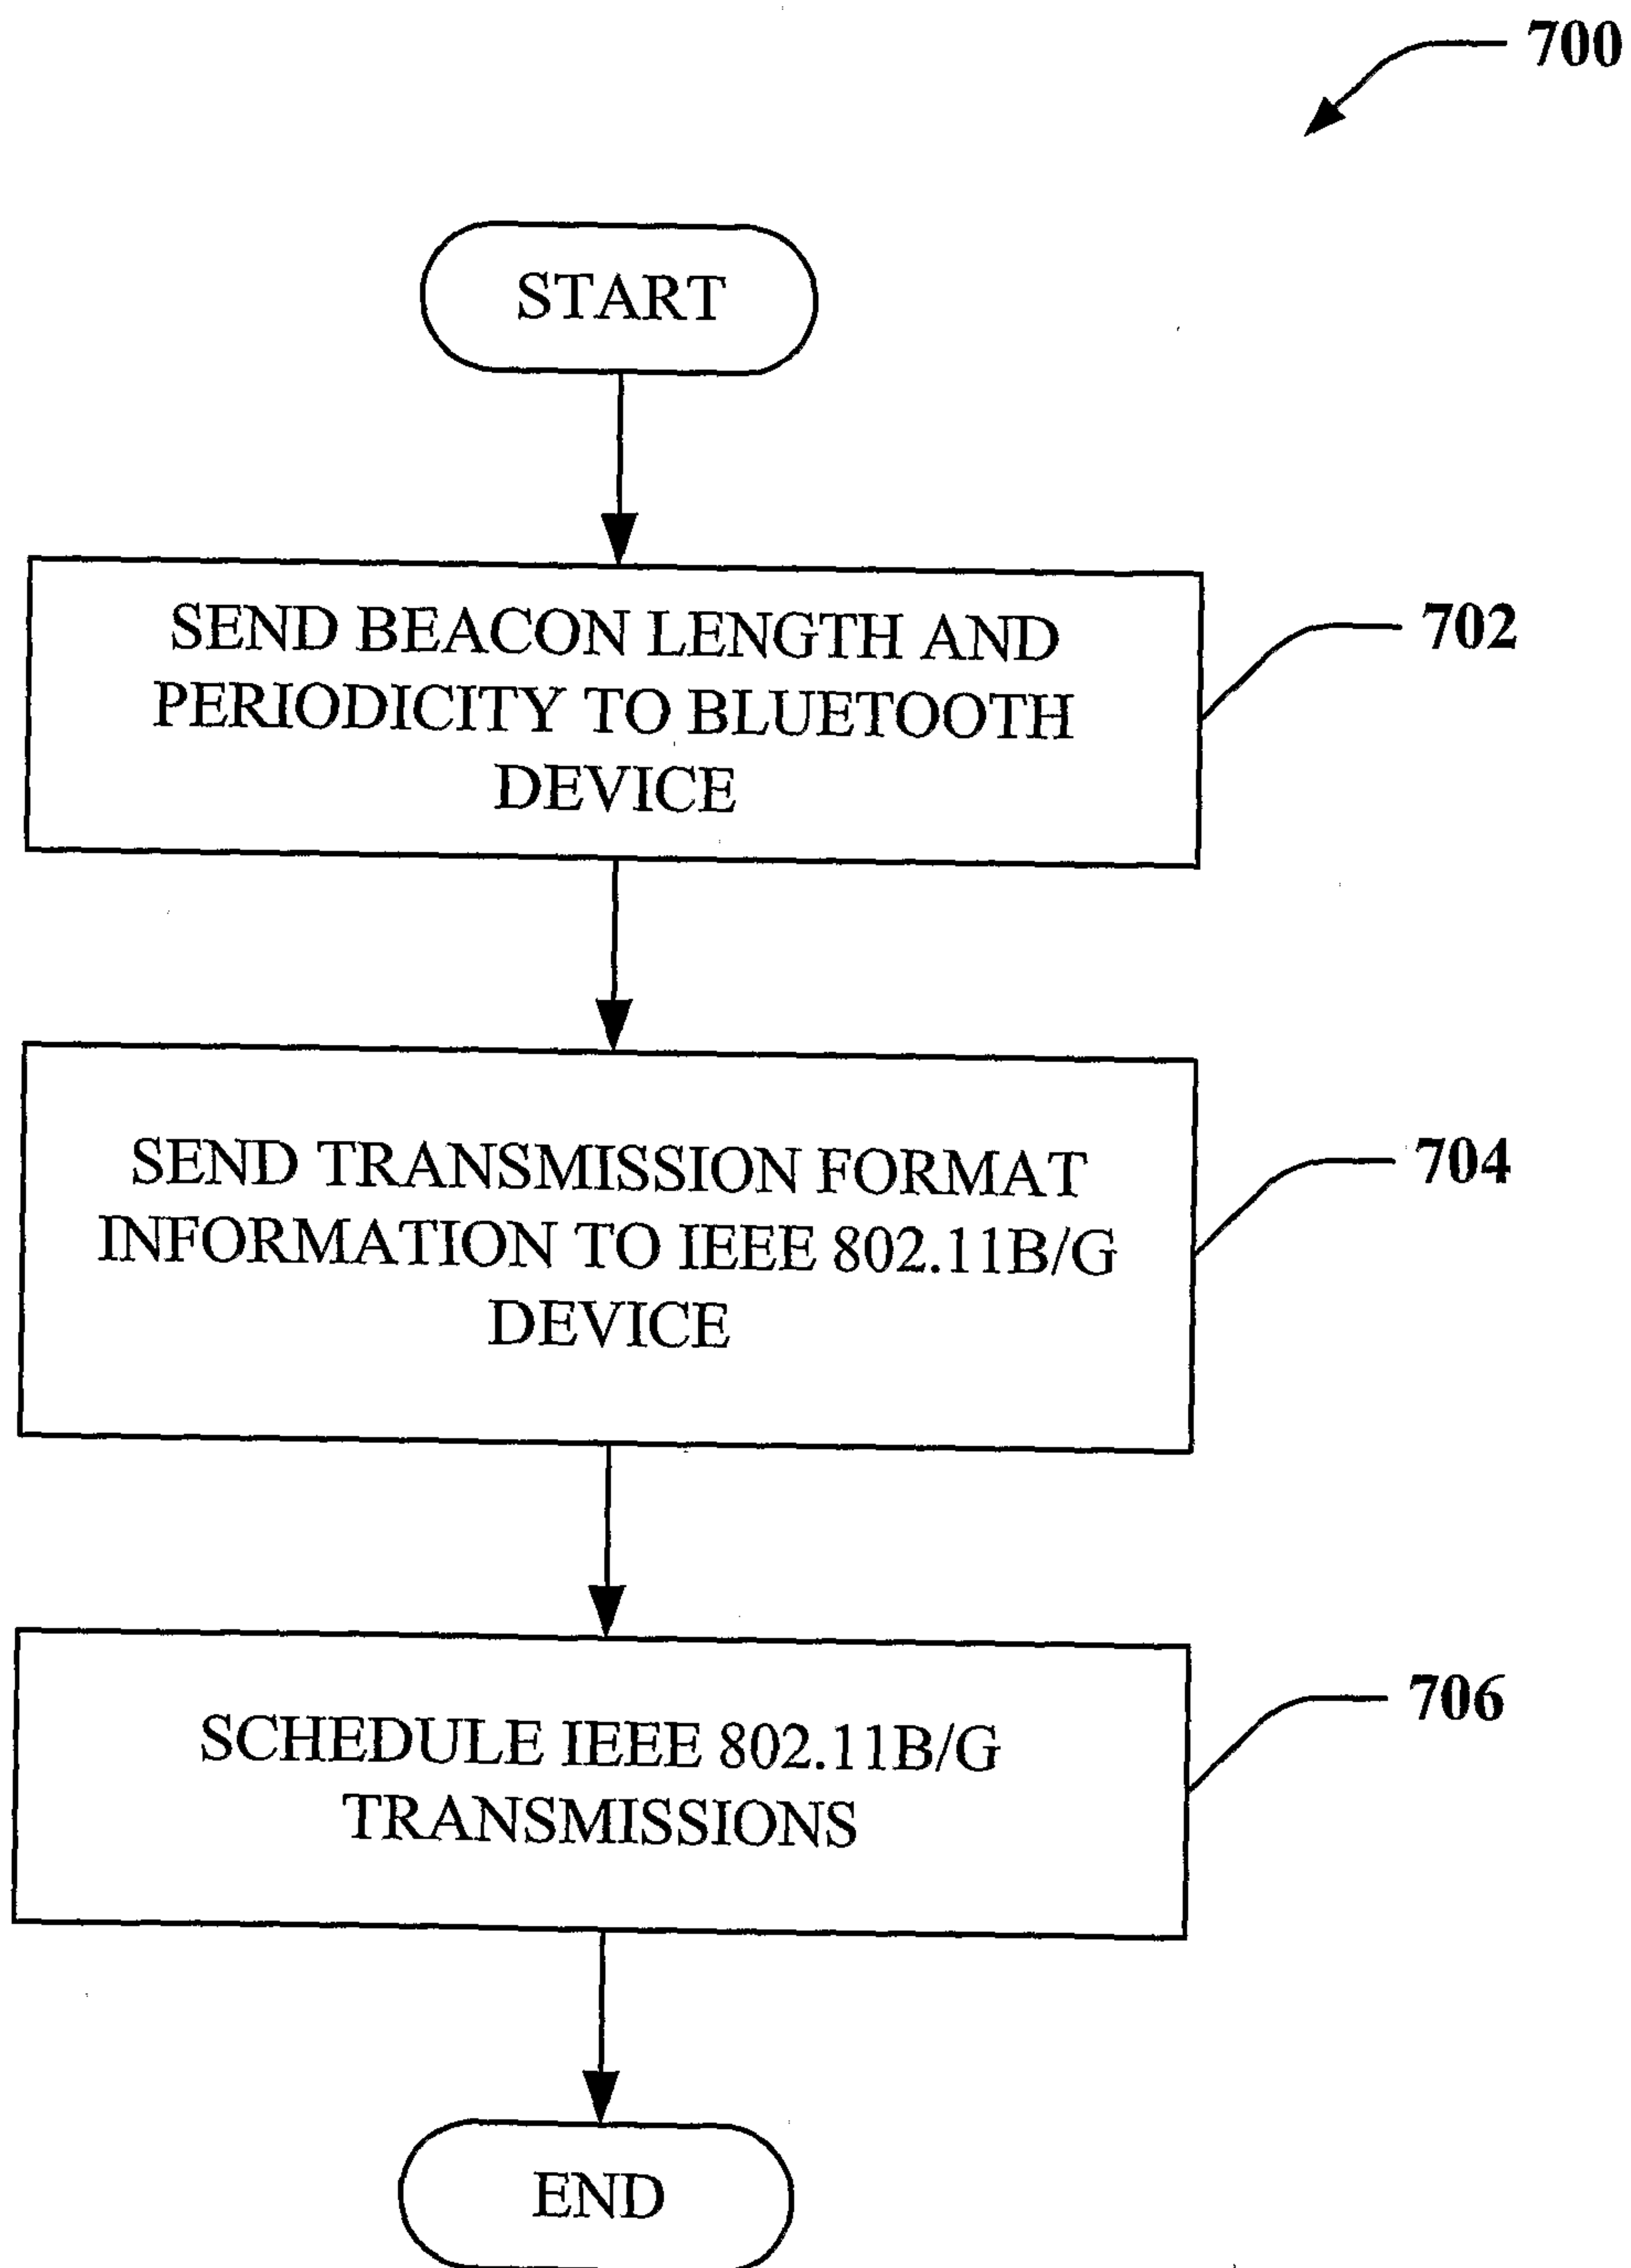 700
START
SEND BEACON LENGTH AND
PERIODICITY TO BLUETOOTH
DEVICE
702
SEND TRANSMISSION FORMAT
INFORMATION TO IEEE 802.11B/G
DEVICE
704
SCHEDULE IEEE 802.11B/G
TRANSMISSIONS
706
END